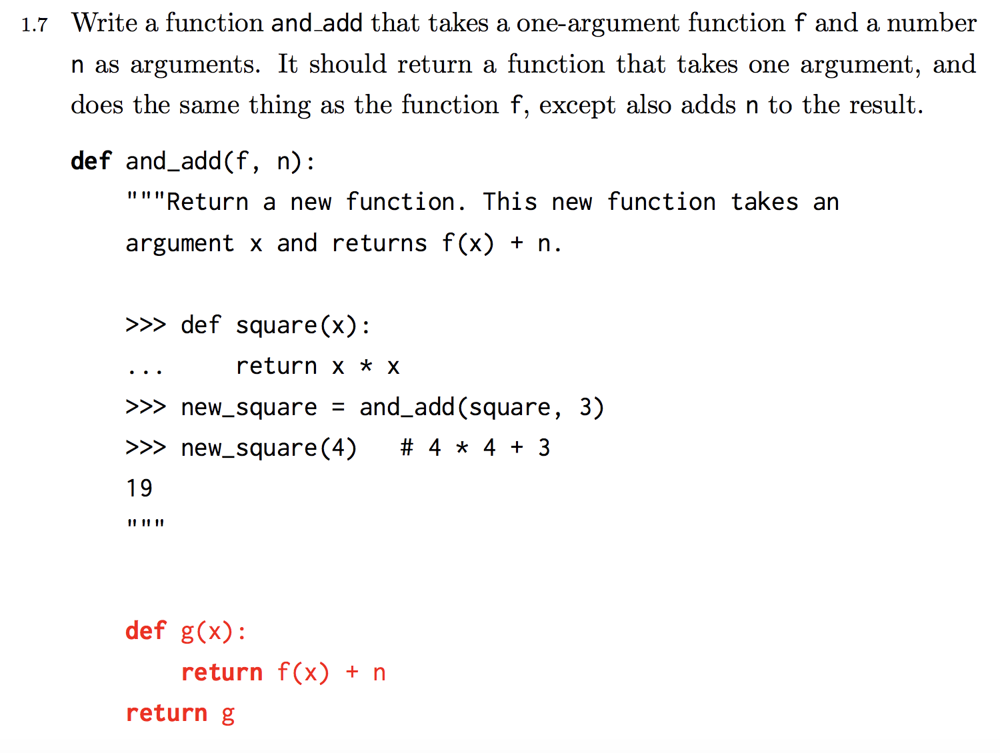 1.7 Write a function and_add that takes a one-argument function f and a number
n as arguments. It should return a function that takes one argument, and
does the same thing as the function f, except also adds n to the result.
def and_add(f, n):
    """Return a new function. This new function takes an
    argument x and returns f(x) + n.
    >>> def square(x):
    ...     return x * x
    >>> new_square = and_add(square, 3)
    >>> new_square(4)   # 4 * 4 + 3
    19
    """
    def g(x):
        return f(x) + n
    return g